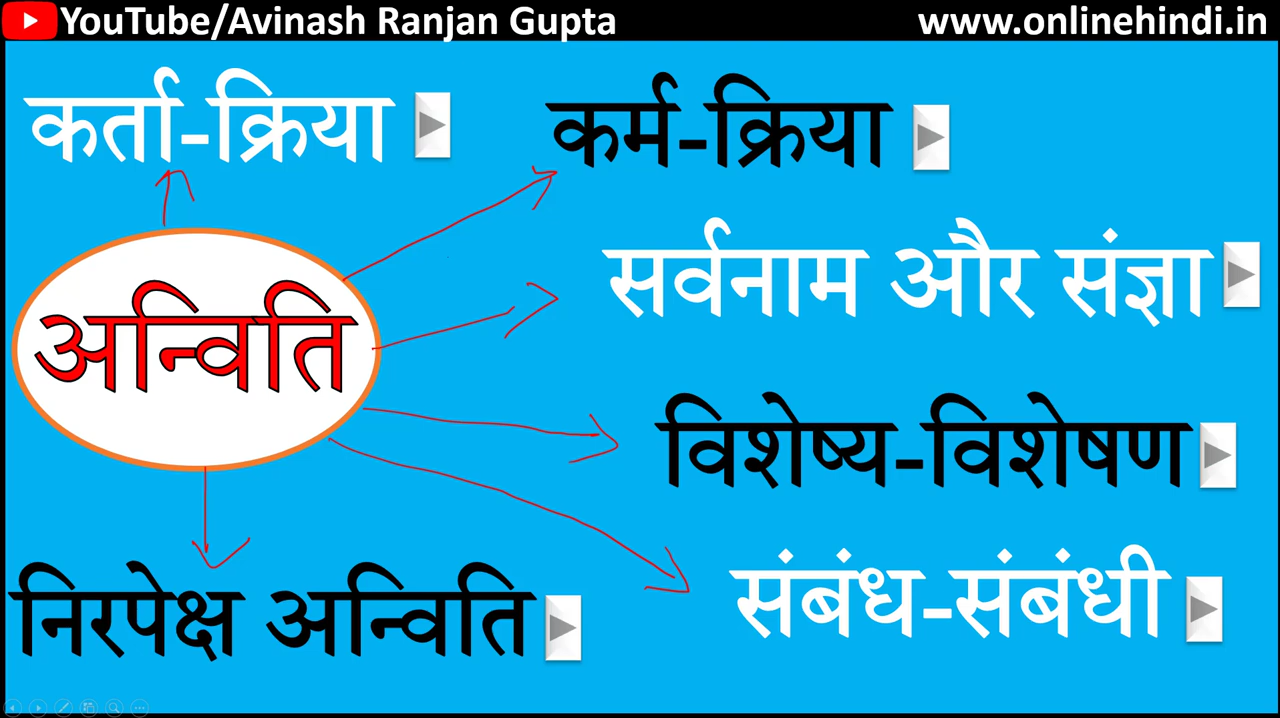 YouTube/Avinash Ranjan Gupta
www.onlinehindi.in
कर्ता-क्रिया
कर्म-क्रिया
सर्वनाम और संज्ञा
अन्विति
विशेष्य-विशेषण
संबंध-संबंधी
निरपेक्ष अन्विति